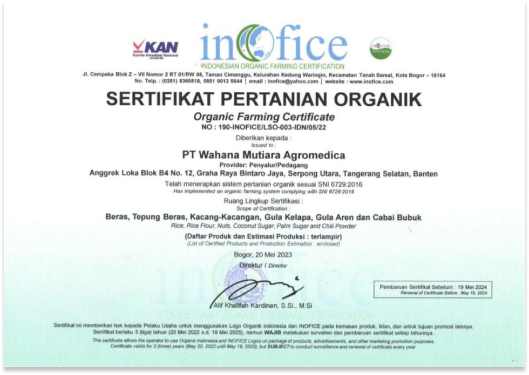 KAN
Komite Akreditasi Nasional
inofice
INDONESIAN ORGANIC FARMING CERTIFICATION
Jl. Cempaka Blok Z – VII Nomor 2 RT 01/RW 08, Taman Cimanggu, Kelurahan Kedung Waringin, Kecamatan Tanah Sareal, Kota Bogor – 16164
No. Telp. : (0251) 8365818, 0851 0013 5644 | email : inofice@yahoo.com | website : www.inofice.com
SERTIFIKAT PERTANIAN ORGANIK
Organic Farming Certificate
NO : 190-INOFICE/LSO-003-IDN/05/22
Diberikan kepada :
Issued to :
PT Wahana Mutiara Agromedica
Provider: Penyalur/Pedagang
Anggrek Loka Blok B4 No. 12, Graha Raya Bintaro Jaya, Serpong Utara, Tangerang Selatan, Banten
Telah menerapkan sistem pertanian organik sesuai SNI 6729:2016
Has implemented an organic farming system complying with SNI 6729:2016
Ruang Lingkup Sertifikasi :
Scope of Certification :
Beras, Tepung Beras, Kacang-Kacangan, Gula Kelapa, Gula Aren dan Cabai Bubuk
Rice, Rice Flour, Nuts, Coconut Sugar, Palm Sugar and Chili Powder
(Daftar Produk dan Estimasi Produksi : terlampir)
(List of Certified Products and Production Estimation : enclosed)
Bogor, 20 Mei 2023
Direktur / Director
inofice
Alif Khalifah Kardinan, S.Si., M.Si
Pembaruan Sertifikat Sebelum : 19 Mei 2024
Renewal of Certificate Before : May 19, 2024
Sertifikat ini memberikan hak kepada Pelaku Usaha untuk menggunakan Logo Organik Indonesia dan INOFICE pada kemasan produk, iklan, dan untuk tujuan promosi lainnya.
Sertifikat berlaku 3 (tiga) tahun (20 Mei 2022 s.d. 19 Mei 2025), namun WAJIB melakukan surveilen dan pembaruan sertifikat setiap tahunnya.
This certificate allows the operator to use Organic Indonesia and INOFICE Logos on package of products, advertisements, and other marketing promotion purposes.
Certificate valids for 3 (three) years (May 20, 2022 until May 19, 2025), but SUBJECT to conduct surveillance and renewal of certificate every year.